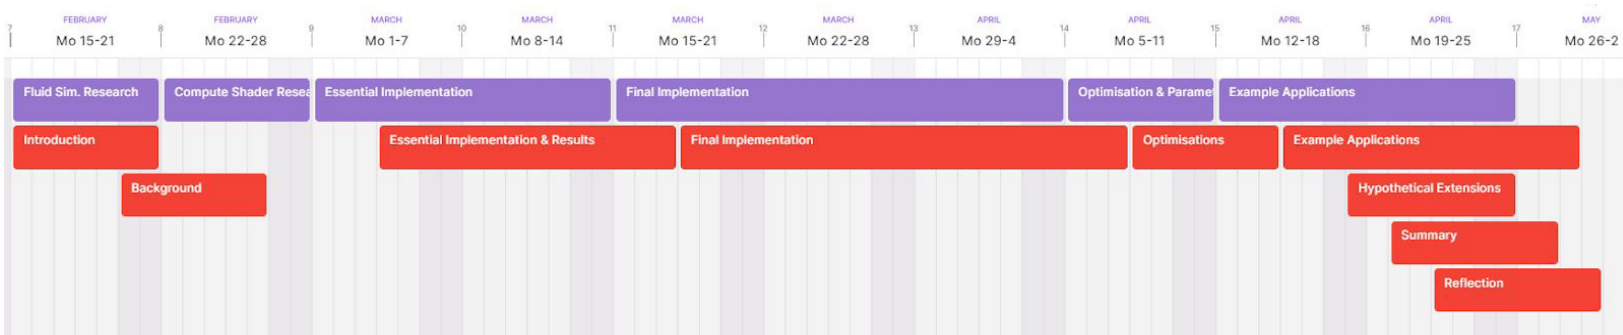 FEBRUARY FEBRUARY MARCH MARCH MARCH MARCH APRIL APRIL APRIL APRIL MAY
7 8 9 10 11 12 13 14 15 16 17
Mo 15-21 Mo 22-28 Mo 1-7 Mo 8-14 Mo 15-21 Mo 22-28 Mo 29-4 Mo 5-11 Mo 12-18 Mo 19-25 Mo 26-2
Fluid Sim. Research Compute Shader Resea Essential Implementation Final Implementation Optimisation & Paramet Example Applications
Introduction Essential Implementation & Results Final Implementation Optimisations Example Applications
Background Hypothetical Extensions
Summary
Reflection